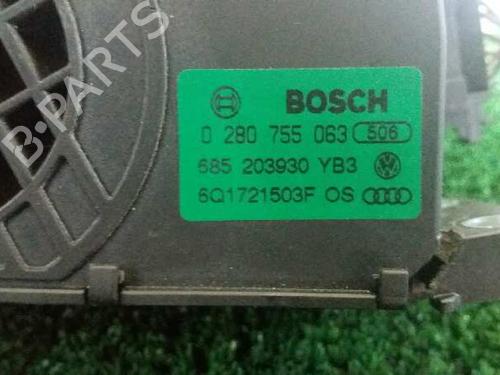 B-PARTS
BOSCH
0 280 755 063 506
685 203930 YB3
6Q1721503F OS